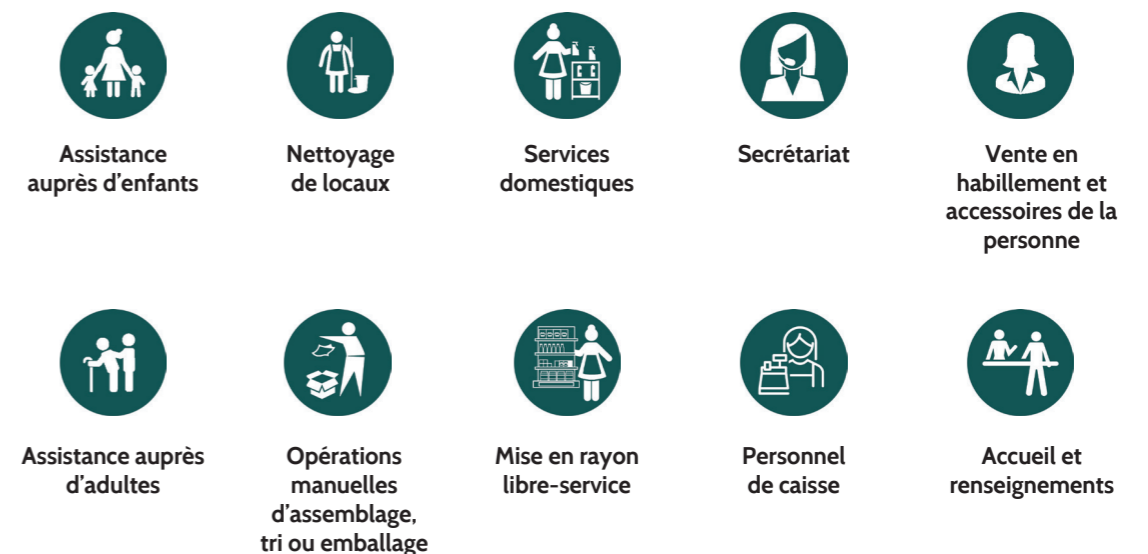 Assistance
auprès d'enfants
Nettoyage
de locaux
Services
domestiques
Secrétariat
Vente en
habillement et
accessoires de la
personne
Assistance auprès
d'adultes
Opérations
manuelles
d'assemblage,
tri ou emballage
Mise en rayon
libre-service
Personnel
de caisse
Accueil et
renseignements